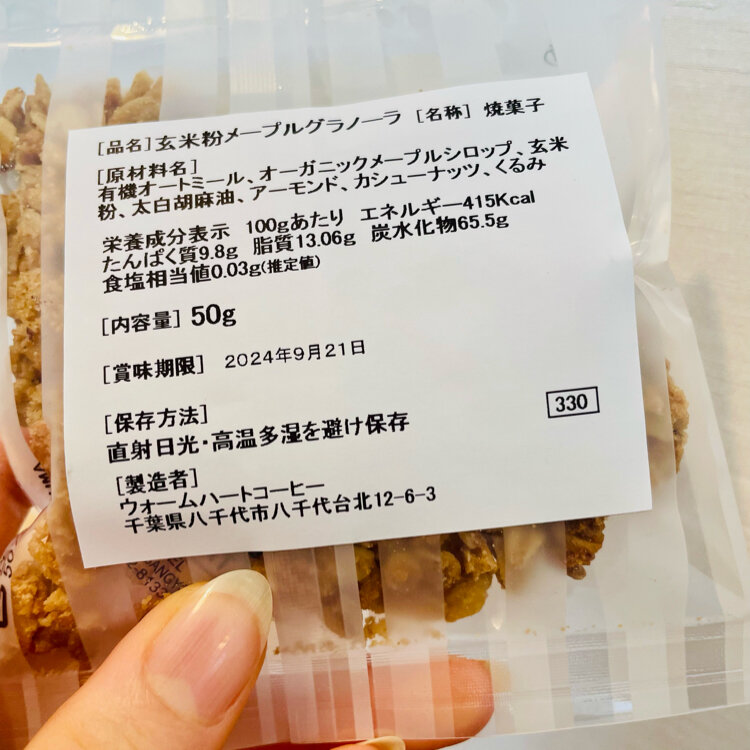 [品名]玄米粉メープルグラノーラ [名称] 焼菓子
[原材料名]
有機オートミール、オーガニックメープルシロップ、玄米
粉、太白胡麻油、アーモンド、カシューナッツ、くるみ
栄養成分表示 100gあたり エネルギー415Kcal
たんぱく質9.8g 脂質13.06g 炭水化物65.5g
食塩相当値0.03g(推定値)
[内容量] 50g
[賞味期限] 2024年9月21日
330
[保存方法]
直射日光・高温多湿を避け保存
[製造者]
ウォームハートコーヒー
千葉県八千代市八千代台北12-6-3